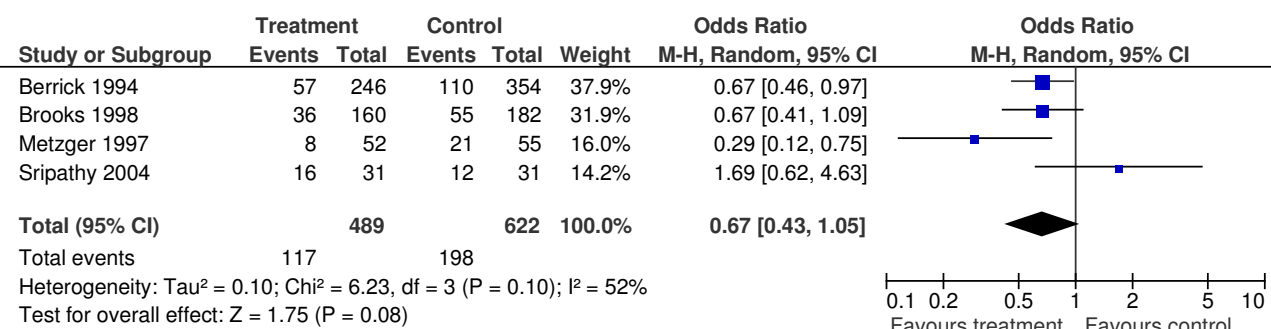 Treatment Control Odds Ratio Odds Ratio
Study or Subgroup Events Total Events Total Weight M-H, Random, 95% CI M-H, Random, 95% CI
Berrick 1994 57 246 110 354 37.9% 0.67 [0.46, 0.97]
Brooks 1998 36 160 55 182 31.9% 0.67 [0.41, 1.09]
Metzger 1997 8 52 21 55 16.0% 0.29 [0.12, 0.75]
Sripathy 2004 16 31 12 31 14.2% 1.69 [0.62, 4.63]
Total (95% CI) 489 622 100.0% 0.67 [0.43, 1.05]
Total events 117 198
Heterogeneity: Tau² = 0.10; Chi² = 6.23, df = 3 (P = 0.10); I² = 52%
Test for overall effect: Z = 1.75 (P = 0.08)
0.1 0.2 0.5 1 2 5 10
Favours treatment Favours control